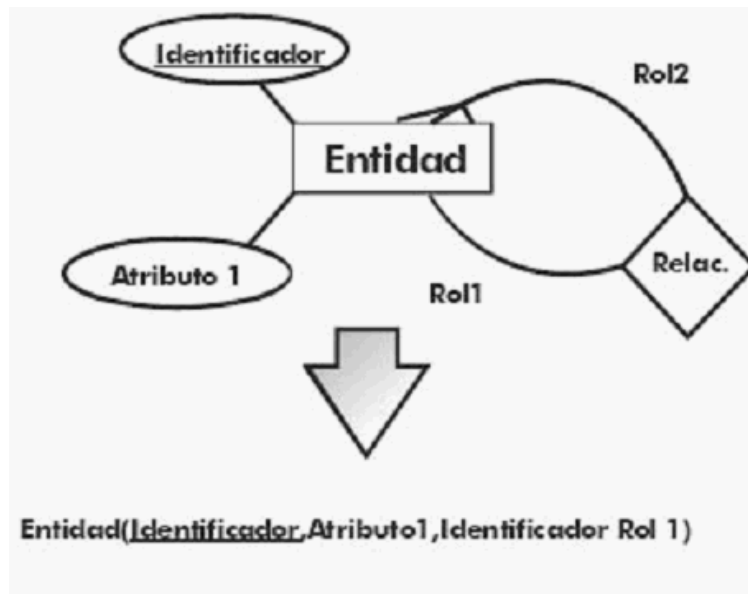 Identificador
Rol2
Entidad
Relac.
Atributo 1
Rol1
Entidad(Identificador,Atributo1,Identificador Rol 1)